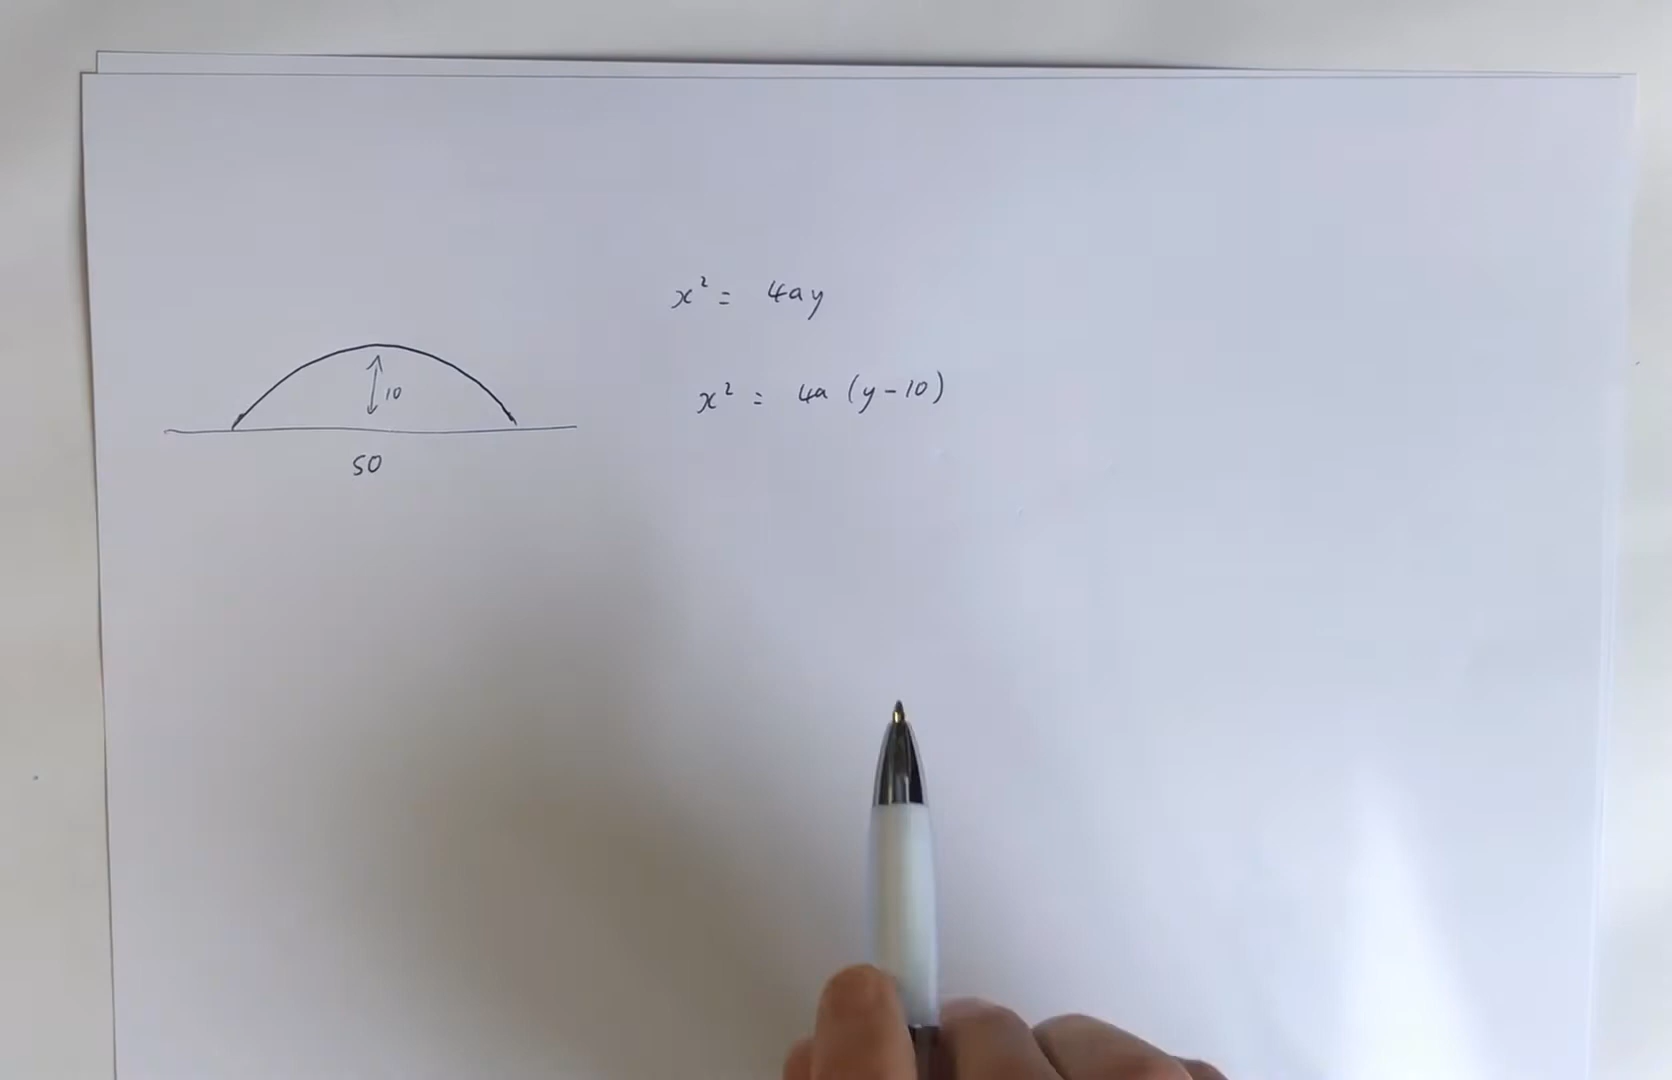 x² = 4ay
10
x² = 4a (y-10)
50